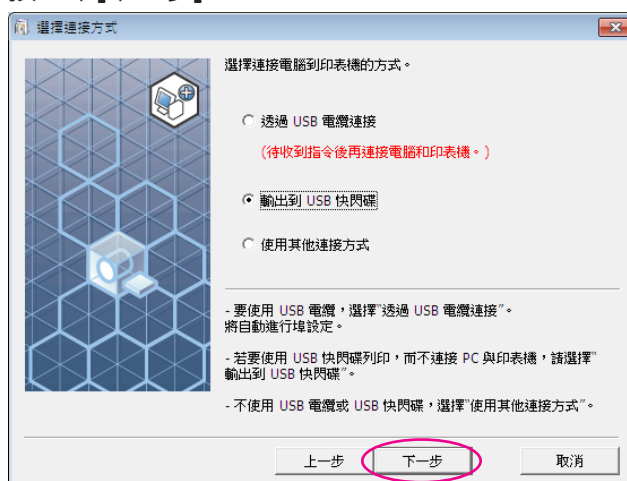 選擇連接方式
選擇連接電腦到印表機的方式。
透過 USB 電纜連接
(待收到指令後再連接電腦和印表機。)
輸出到 USB 快閃碟
使用其他連接方式
- 要使用 USB 電纜，選擇"透過 USB 電纜連接"。
將自動進行埠設定。
- 若要使用 USB 快閃碟列印，而不連接 PC 與印表機，請選擇"
輸出到 USB 快閃碟"。
- 不使用 USB 電纜或 USB 快閃碟，選擇"使用其他連接方式"。
上一步
下一步
取消